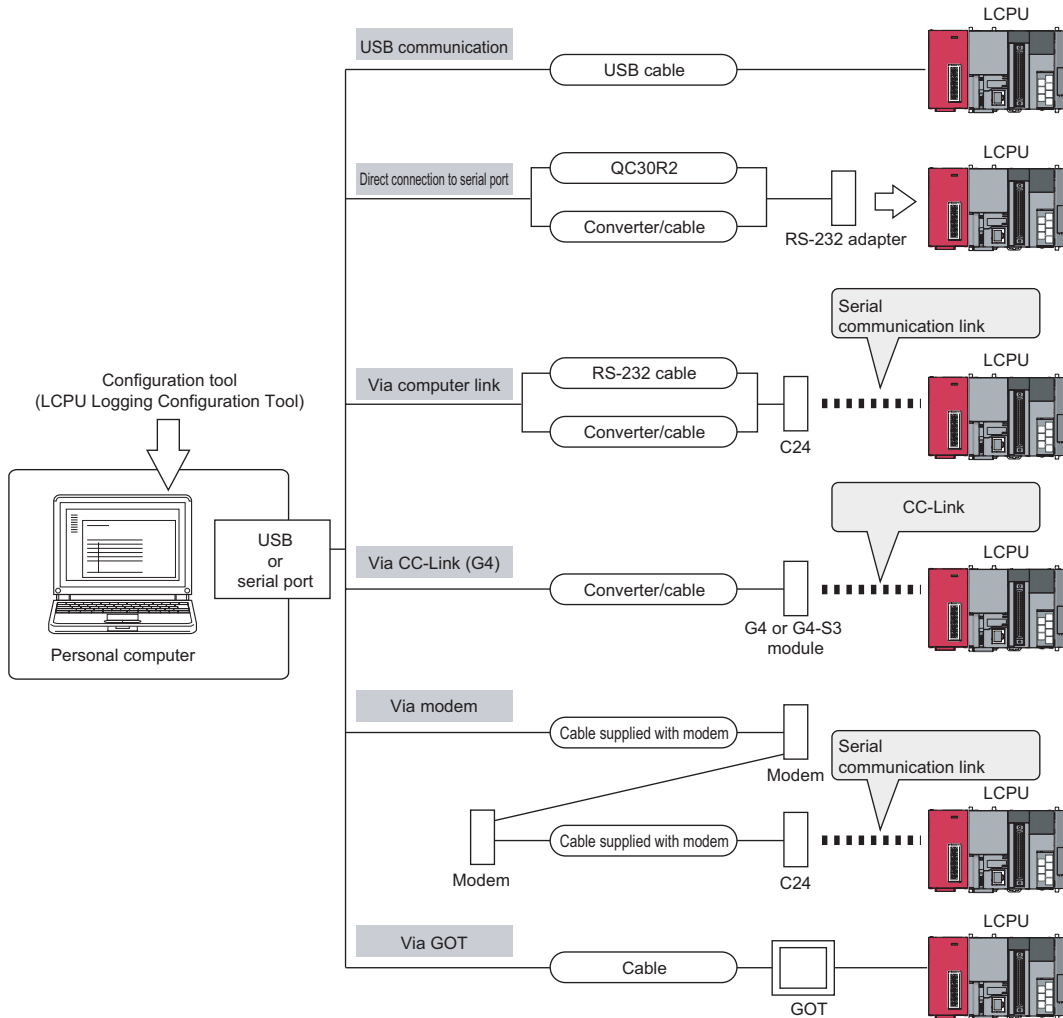 LCPU
USB communication
USB cable
LCPU
Direct connection to serial port
QC30R2
Converter/cable
RS-232 adapter
Serial
communication link
LCPU
Via computer link
RS-232 cable
Converter/cable
C24
Configuration tool
(LCPU Logging Configuration Tool)
USB
or
serial port
Personal computer
CC-Link
LCPU
Via CC-Link (G4)
Converter/cable
G4 or G4-S3
module
Via modem
Cable supplied with modem
Modem
Serial
communication link
LCPU
Modem
Cable supplied with modem
C24
LCPU
Via GOT
Cable
GOT